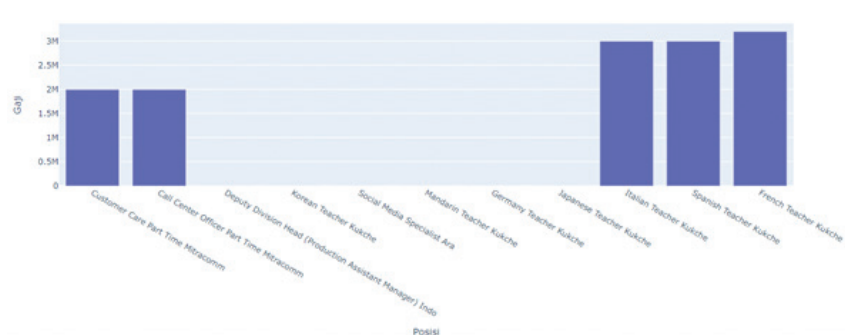 3M
2.5M
2M
1.5M
1M
0.5M
0
Gaji
Customer Care Part Time Mitracomm
Call Center Officer Part Time Mitracomm
Deputy Division Head (Production Assistant Manager) Indo
Korean Teacher Kukche
Social Media Specialist Ara
Mandarin Teacher Kukche
Germany Teacher Kukche
Japanese Teacher Kukche
Italian Teacher Kukche
Spanish Teacher Kukche
French Teacher Kukche
Posisi